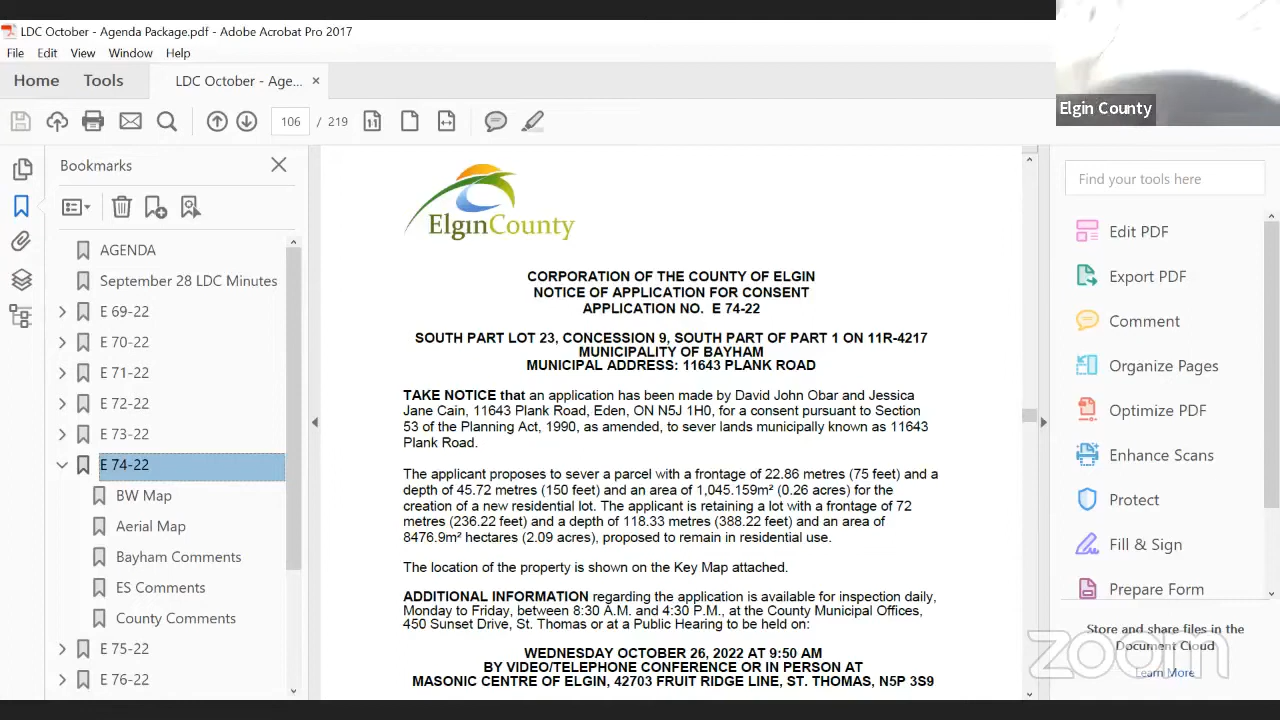 LDC October - Agenda Package.pdf - Adobe Acrobat Pro 2017
File Edit View Window Help
Home Tools LDC October - Age... ×
106 / 219
Elgin County
Bookmarks
AGENDA
September 28 LDC Minutes
E 69-22
E 70-22
E 71-22
E 72-22
E 73-22
E 74-22
BW Map
Aerial Map
Bayham Comments
ES Comments
County Comments
E 75-22
E 76-22
ElginCounty
CORPORATION OF THE COUNTY OF ELGIN
NOTICE OF APPLICATION FOR CONSENT
APPLICATION NO. E 74-22
SOUTH PART LOT 23, CONCESSION 9, SOUTH PART OF PART 1 ON 11R-4217
MUNICIPALITY OF BAYHAM
MUNICIPAL ADDRESS: 11643 PLANK ROAD
TAKE NOTICE that an application has been made by David John Obar and Jessica
Jane Cain, 11643 Plank Road, Eden, ON N5J 1H0, for a consent pursuant to Section
53 of the Planning Act, 1990, as amended, to sever lands municipally known as 11643
Plank Road.
The applicant proposes to sever a parcel with a frontage of 22.86 metres (75 feet) and a
depth of 45.72 metres (150 feet) and an area of 1,045.159m² (0.26 acres) for the
creation of a new residential lot. The applicant is retaining a lot with a frontage of 72
metres (236.22 feet) and a depth of 118.33 metres (388.22 feet) and an area of
8476.9m² hectares (2.09 acres), proposed to remain in residential use.
The location of the property is shown on the Key Map attached.
ADDITIONAL INFORMATION regarding the application is available for inspection daily,
Monday to Friday, between 8:30 A.M. and 4:30 P.M., at the County Municipal Offices,
450 Sunset Drive, St. Thomas or at a Public Hearing to be held on:
WEDNESDAY OCTOBER 26, 2022 AT 9:50 AM
BY VIDEO/TELEPHONE CONFERENCE OR IN PERSON AT
MASONIC CENTRE OF ELGIN, 42703 FRUIT RIDGE LINE, ST. THOMAS, N5P 3S9
Find your tools here
Edit PDF
Export PDF
Comment
Organize Pages
Optimize PDF
Enhance Scans
Protect
Fill & Sign
Prepare Form
Store and share files in the
Document Cloud
Learn More
zoom